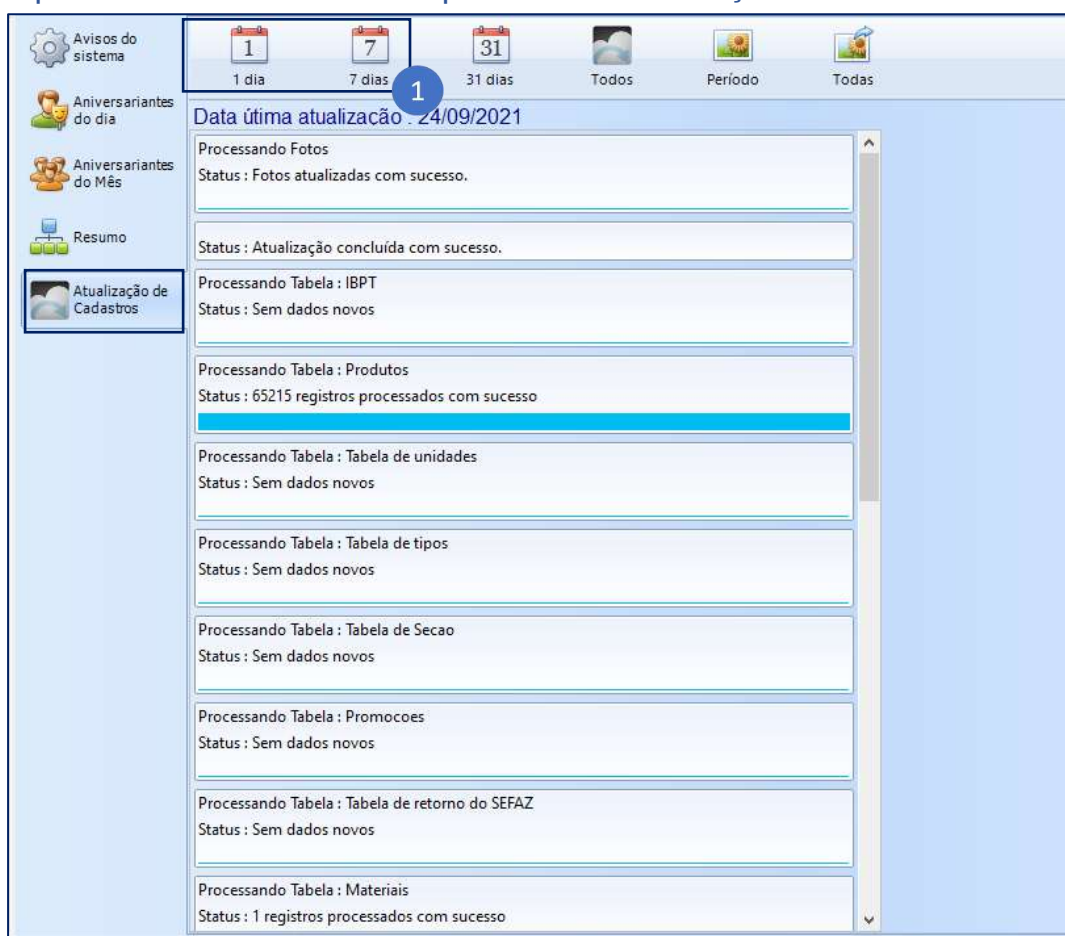 Avisos do
sistema
Aniversariantes
do dia
Aniversariantes
do Mês
Resumo
Atualização de
Cadastros
1
7
31
1 dia
7 dias
31 dias
Todos
Período
Todas
1
Data útima atualização : 24/09/2021
Processando Fotos
Status : Fotos atualizadas com sucesso.
Status : Atualização concluída com sucesso.
Processando Tabela : IBPT
Status : Sem dados novos
Processando Tabela : Produtos
Status : 65215 registros processados com sucesso
Processando Tabela : Tabela de unidades
Status : Sem dados novos
Processando Tabela : Tabela de tipos
Status : Sem dados novos
Processando Tabela : Tabela de Secao
Status : Sem dados novos
Processando Tabela : Promocoes
Status : Sem dados novos
Processando Tabela : Tabela de retorno do SEFAZ
Status : Sem dados novos
Processando Tabela : Materiais
Status : 1 registros processados com sucesso